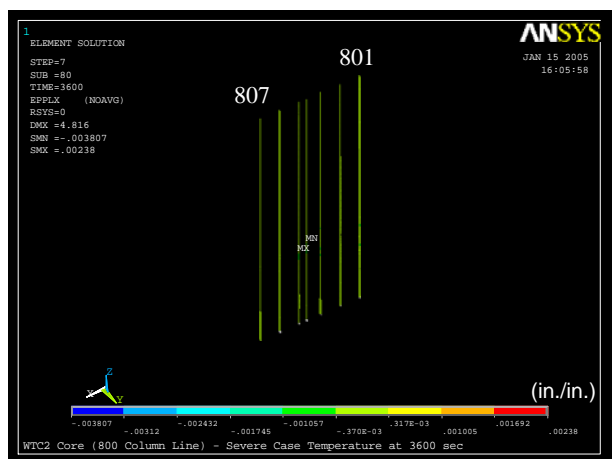 1
ANSYS
ELEMENT SOLUTION
JAN 15 2005
16:05:58
STEP=7
SUB =80
TIME=3600
EPPLX (NOAVG)
RSYS=0
DMX =4.816
SMN =-.003807
SMX =.00238
801
807
MN
MX
Z
X
Y
(in./in.)
-.003807
-.00312
-.002432
-.001745
-.001057
-.370E-03
.317E-03
.001005
.001692
.00238
WTC2 Core (800 Column Line) - Severe Case Temperature at 3600 sec